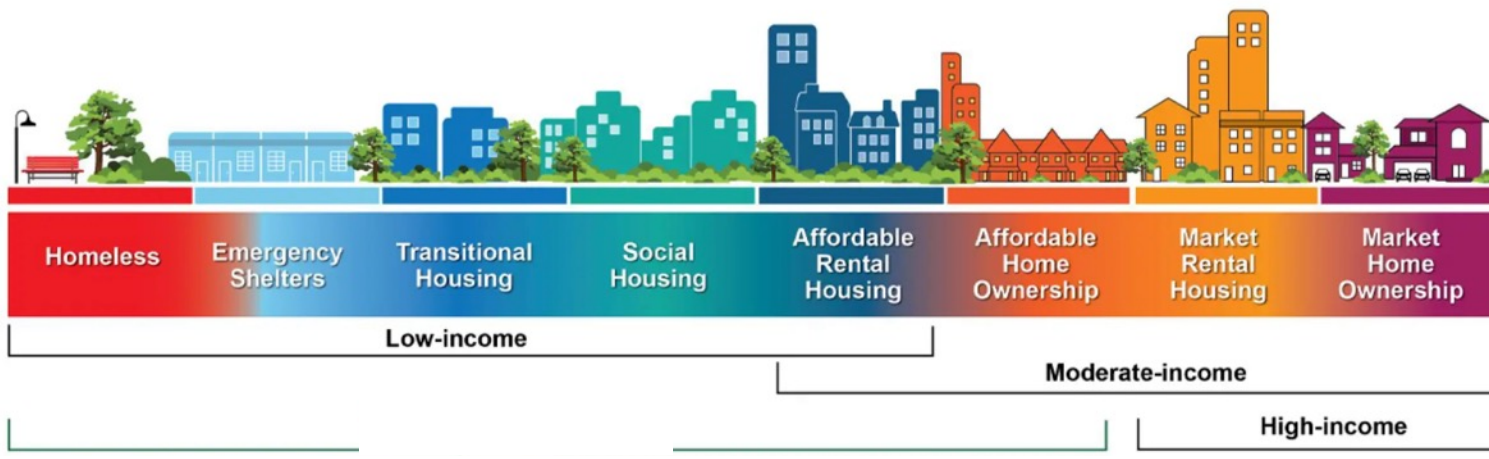 Homeless
Emergency
Shelters
Transitional
Housing
Social
Housing
Affordable
Rental
Housing
Affordable
Home
Ownership
Market
Rental
Housing
Market
Home
Ownership
Low-income
Moderate-income
High-income